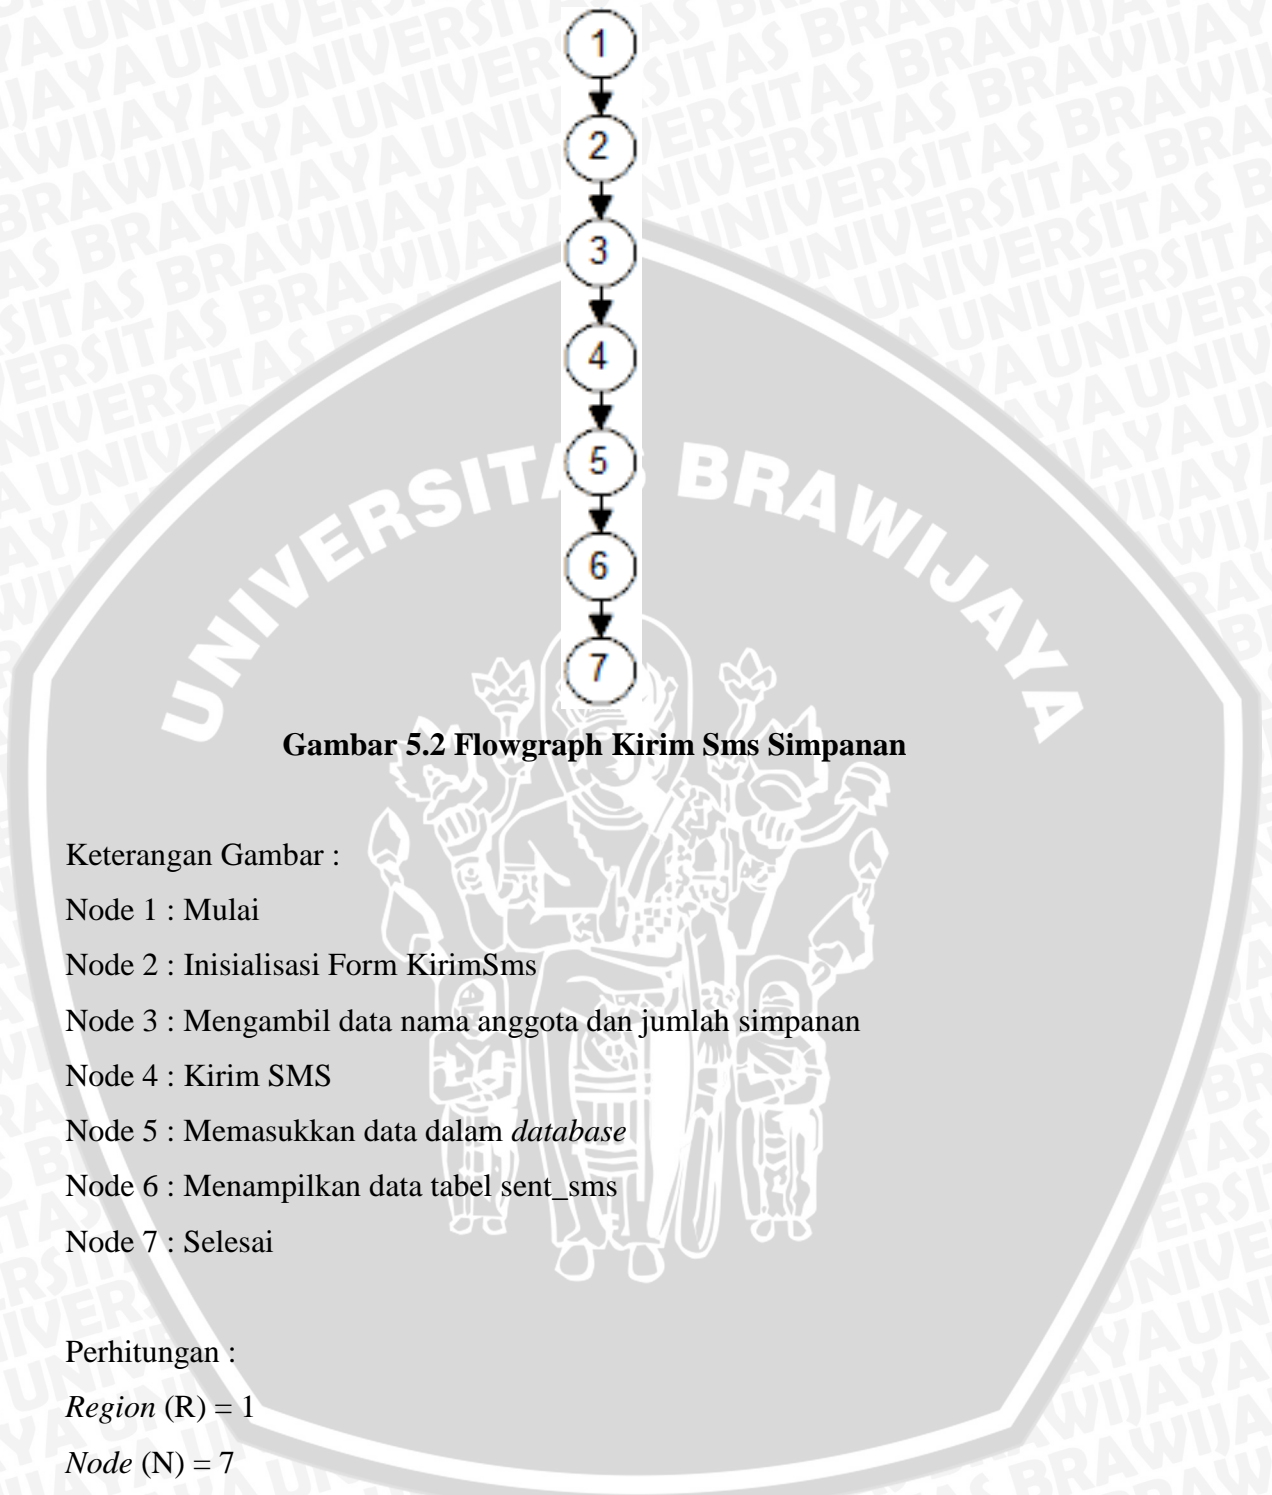 1
2
3
4
5
6
7
UNIVERSITAS BRAWIJAYA
Gambar 5.2 Flowgraph Kirim Sms Simpanan
Keterangan Gambar :
Node 1 : Mulai
Node 2 : Inisialisasi Form KirimSms
Node 3 : Mengambil data nama anggota dan jumlah simpanan
Node 4 : Kirim SMS
Node 5 : Memasukkan data dalam database
Node 6 : Menampilkan data tabel sent_sms
Node 7 : Selesai
Perhitungan :
Region (R) = 1
Node (N) = 7